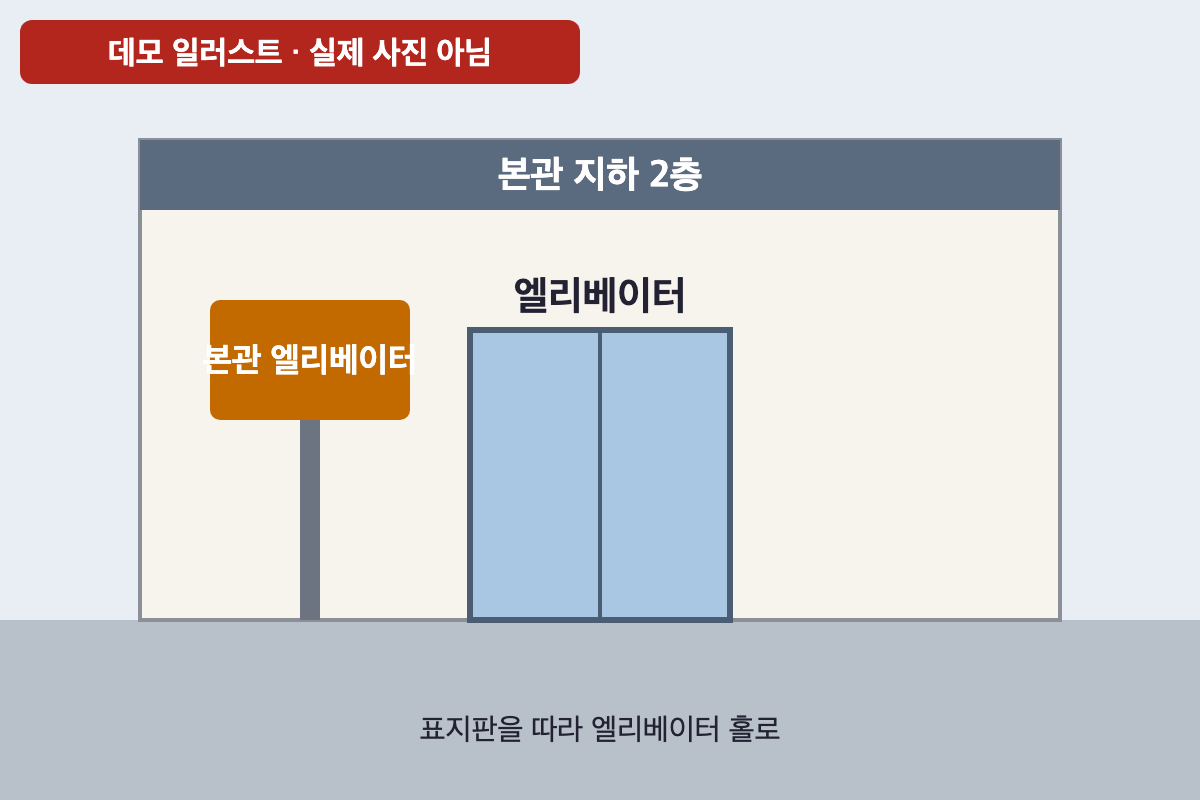 데모 일러스트 · 실제 사진 아님
본관 지하 2층
엘리베이터
본관 엘리베이터
표지판을 따라 엘리베이터 홀로